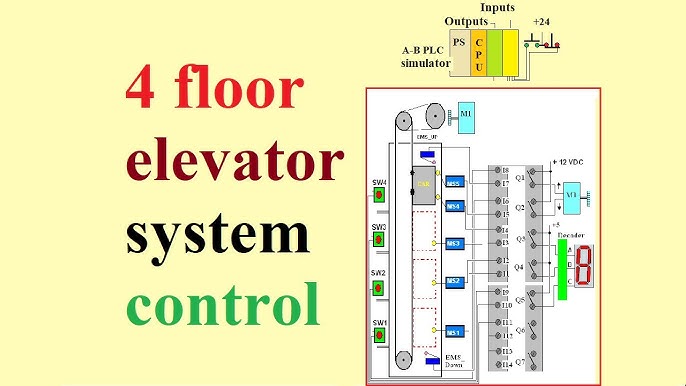 Inputs
Outputs
+24
A-B PLC
simulator
PS
C
P
U
4 floor
elevator
system
control
M1
EMS_UP
CAR
SW4
SW3
SW2
SW1
MS5
MS4
MS3
MS2
MS1
EMS_
Down
I8
I7
I6
I5
I4
I3
I2
I1
I9
I10
I11
I12
I13
I14
Q1
Q2
Q3
Q4
Q5
Q6
Q7
+ 12 VDC
+5
Decoder
A
B
C
8